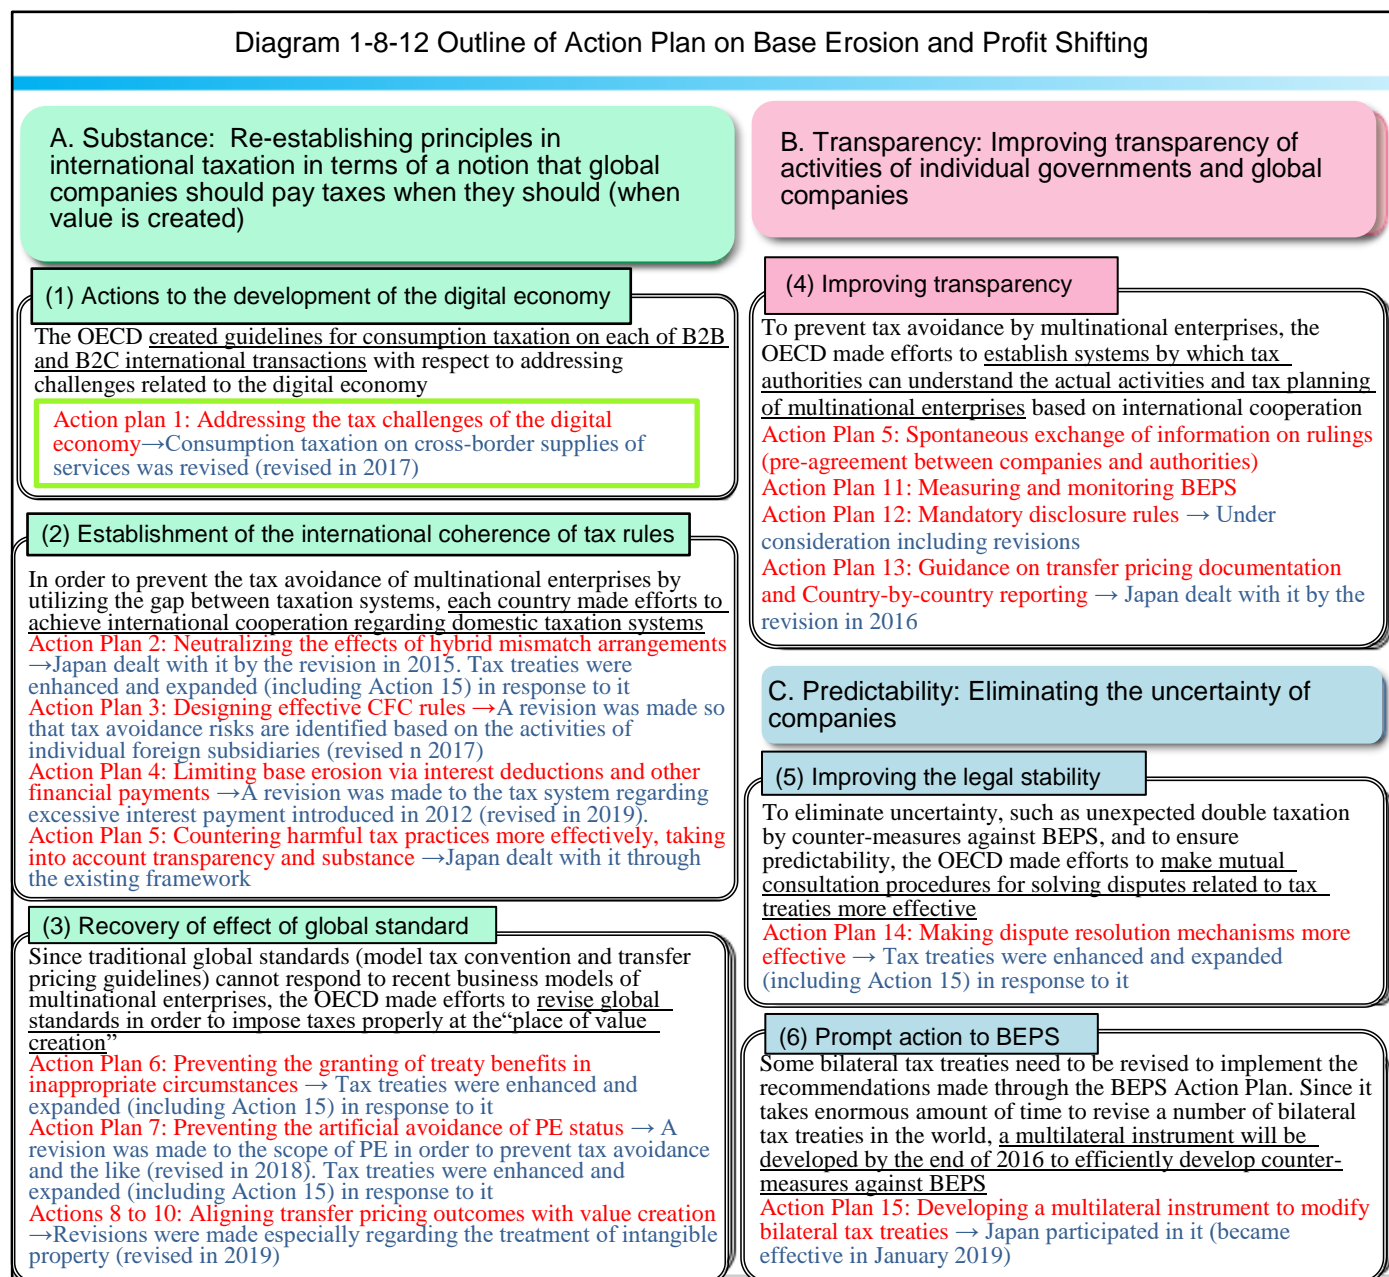 Diagram 1-8-12 Outline of Action Plan on Base Erosion and Profit Shifting
A. Substance: Re-establishing principles in
international taxation in terms of a notion that global
companies should pay taxes when they should (when
value is created)
(1) Actions to the development of the digital economy
The OECD created guidelines for consumption taxation on each of B2B
and B2C international transactions with respect to addressing
challenges related to the digital economy
Action plan 1: Addressing the tax challenges of the digital
economy→Consumption taxation on cross-border supplies of
services was revised (revised in 2017)
(2) Establishment of the international coherence of tax rules
In order to prevent the tax avoidance of multinational enterprises by
utilizing the gap between taxation systems, each country made efforts to
achieve international cooperation regarding domestic taxation systems
Action Plan 2: Neutralizing the effects of hybrid mismatch arrangements
→Japan dealt with it by the revision in 2015. Tax treaties were
enhanced and expanded (including Action 15) in response to it
Action Plan 3: Designing effective CFC rules →A revision was made so
that tax avoidance risks are identified based on the activities of
individual foreign subsidiaries (revised n 2017)
Action Plan 4: Limiting base erosion via interest deductions and other
financial payments →A revision was made to the tax system regarding
excessive interest payment introduced in 2012 (revised in 2019).
Action Plan 5: Countering harmful tax practices more effectively, taking
into account transparency and substance →Japan dealt with it through
the existing framework
(3) Recovery of effect of global standard
Since traditional global standards (model tax convention and transfer
pricing guidelines) cannot respond to recent business models of
multinational enterprises, the OECD made efforts to revise global
standards in order to impose taxes properly at the“place of value
creation”
Action Plan 6: Preventing the granting of treaty benefits in
inappropriate circumstances → Tax treaties were enhanced and
expanded (including Action 15) in response to it
Action Plan 7: Preventing the artificial avoidance of PE status → A
revision was made to the scope of PE in order to prevent tax avoidance
and the like (revised in 2018). Tax treaties were enhanced and
expanded (including Action 15) in response to it
Actions 8 to 10: Aligning transfer pricing outcomes with value creation
→Revisions were made especially regarding the treatment of intangible
property (revised in 2019)
B. Transparency: Improving transparency of
activities of individual governments and global
companies
(4) Improving transparency
To prevent tax avoidance by multinational enterprises, the
OECD made efforts to establish systems by which tax
authorities can understand the actual activities and tax planning
of multinational enterprises based on international cooperation
Action Plan 5: Spontaneous exchange of information on rulings
(pre-agreement between companies and authorities)
Action Plan 11: Measuring and monitoring BEPS
Action Plan 12: Mandatory disclosure rules → Under
consideration including revisions
Action Plan 13: Guidance on transfer pricing documentation
and Country-by-country reporting → Japan dealt with it by the
revision in 2016
C. Predictability: Eliminating the uncertainty of
companies
(5) Improving the legal stability
To eliminate uncertainty, such as unexpected double taxation
by counter-measures against BEPS, and to ensure
predictability, the OECD made efforts to make mutual
consultation procedures for solving disputes related to tax
treaties more effective
Action Plan 14: Making dispute resolution mechanisms more
effective → Tax treaties were enhanced and expanded
(including Action 15) in response to it
(6) Prompt action to BEPS
Some bilateral tax treaties need to be revised to implement the
recommendations made through the BEPS Action Plan. Since it
takes enormous amount of time to revise a number of bilateral
tax treaties in the world, a multilateral instrument will be
developed by the end of 2016 to efficiently develop counter-
measures against BEPS
Action Plan 15: Developing a multilateral instrument to modify
bilateral tax treaties → Japan participated in it (became
effective in January 2019)